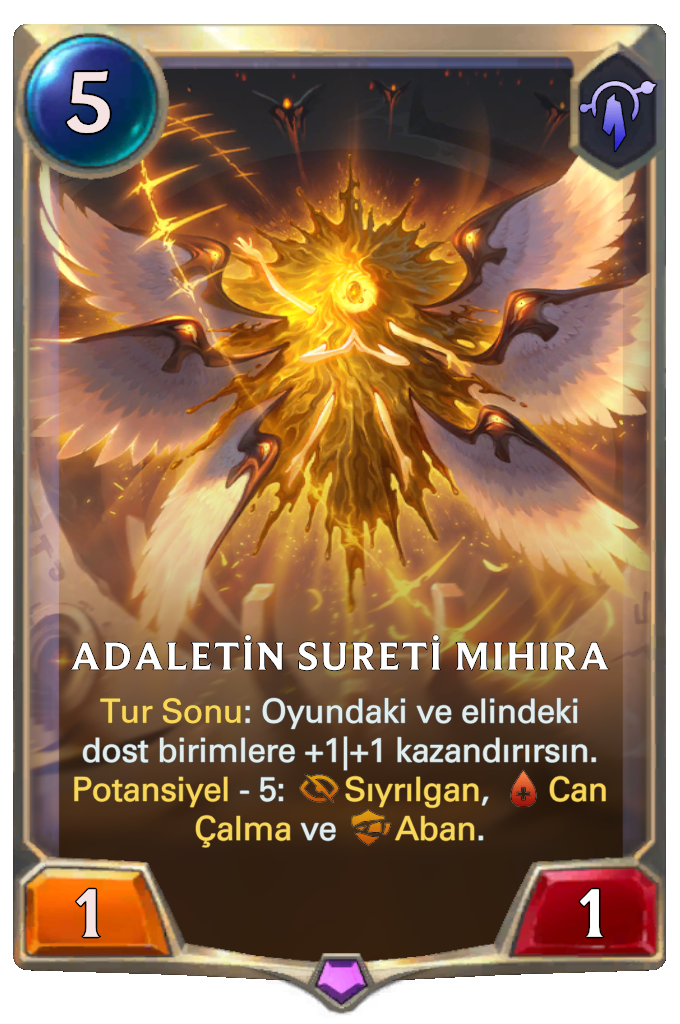 5
ADALETİN SURETİ MIHIRA
Tur Sonu: Oyundaki ve elindeki
dost birimlere +1|+1 kazandırırsın.
Potansiyel - 5: Sıyrılgan, Can
Çalma ve Aban.
1 1